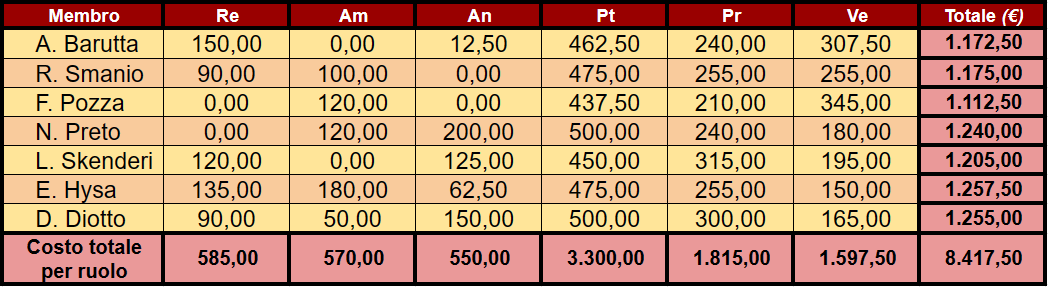 Membro Re Am An Pt Pr Ve Totale (€)
A. Barutta 150,00 0,00 12,50 462,50 240,00 307,50 1.172,50
R. Smanio 90,00 100,00 0,00 475,00 255,00 255,00 1.175,00
F. Pozza 0,00 120,00 0,00 437,50 210,00 345,00 1.112,50
N. Preto 0,00 120,00 200,00 500,00 240,00 180,00 1.240,00
L. Skenderi 120,00 0,00 125,00 450,00 315,00 195,00 1.205,00
E. Hysa 135,00 180,00 62,50 475,00 255,00 150,00 1.257,50
D. Diotto 90,00 50,00 150,00 500,00 300,00 165,00 1.255,00
Costo totale
per ruolo 585,00 570,00 550,00 3.300,00 1.815,00 1.597,50 8.417,50